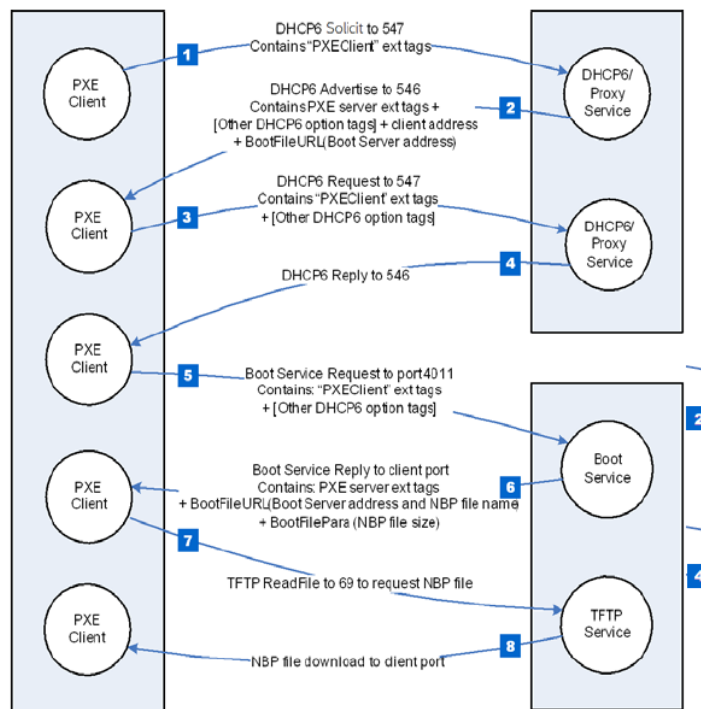 DHCP6 Solicit to 547
Contains "PXEClient" ext tags
1
PXE
Client
DHCP6/
Proxy
Service
DHCP6 Advertise to 546
Contains PXE server ext tags +
[Other DHCP6 option tags] + client address
+ BootFileURL(Boot Server address)
2
DHCP6 Request to 547
Contains "PXEClient" ext tags
+ [Other DHCP6 option tags]
3
PXE
Client
DHCP6/
Proxy
Service
DHCP6 Reply to 546
4
PXE
Client
5
Boot Service Request to port4011
Contains: "PXEClient" ext tags
+ [Other DHCP6 option tags]
2
Boot
Service
Boot Service Reply to client port
Contains: PXE server ext tags
+ BootFileURL(Boot Server address and NBP file name)
+ BootFilePara (NBP file size)
6
PXE
Client
7
TFTP ReadFile to 69 to request NBP file
4
TFTP
Service
PXE
Client
8
NBP file download to client port